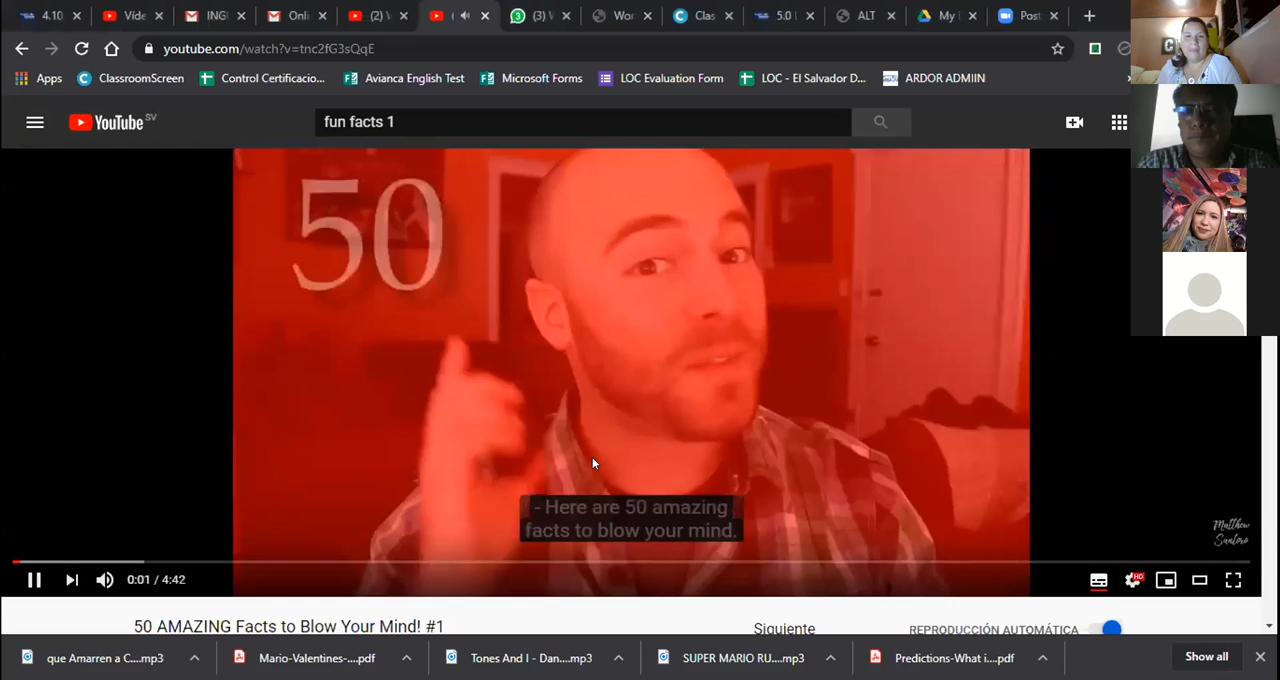 4.10
Víde
ING
Onli
(2)
(
(3) W
Wor
Clas
5.0 I
ALT
My
Post
youtube.com/watch?v=tnc2fG3sQqE
Apps
ClassroomScreen
Control Certificacio...
Avianca English Test
Microsoft Forms
LOC Evaluation Form
LOC - El Salvador D...
ARDOR ADMIIN
YouTube SV
fun facts 1
C
50
- Here are 50 amazing
facts to blow your mind.
Matthew
Santoro
0:01 / 4:42
HD
50 AMAZING Facts to Blow Your Mind! #1
Siguiente
REPRODUCCIÓN AUTOMÁTICA
que Amarren a C....mp3
Mario-Valentines-....pdf
Tones And I - Dan....mp3
SUPER MARIO RU....mp3
Predictions-What i....pdf
Show all